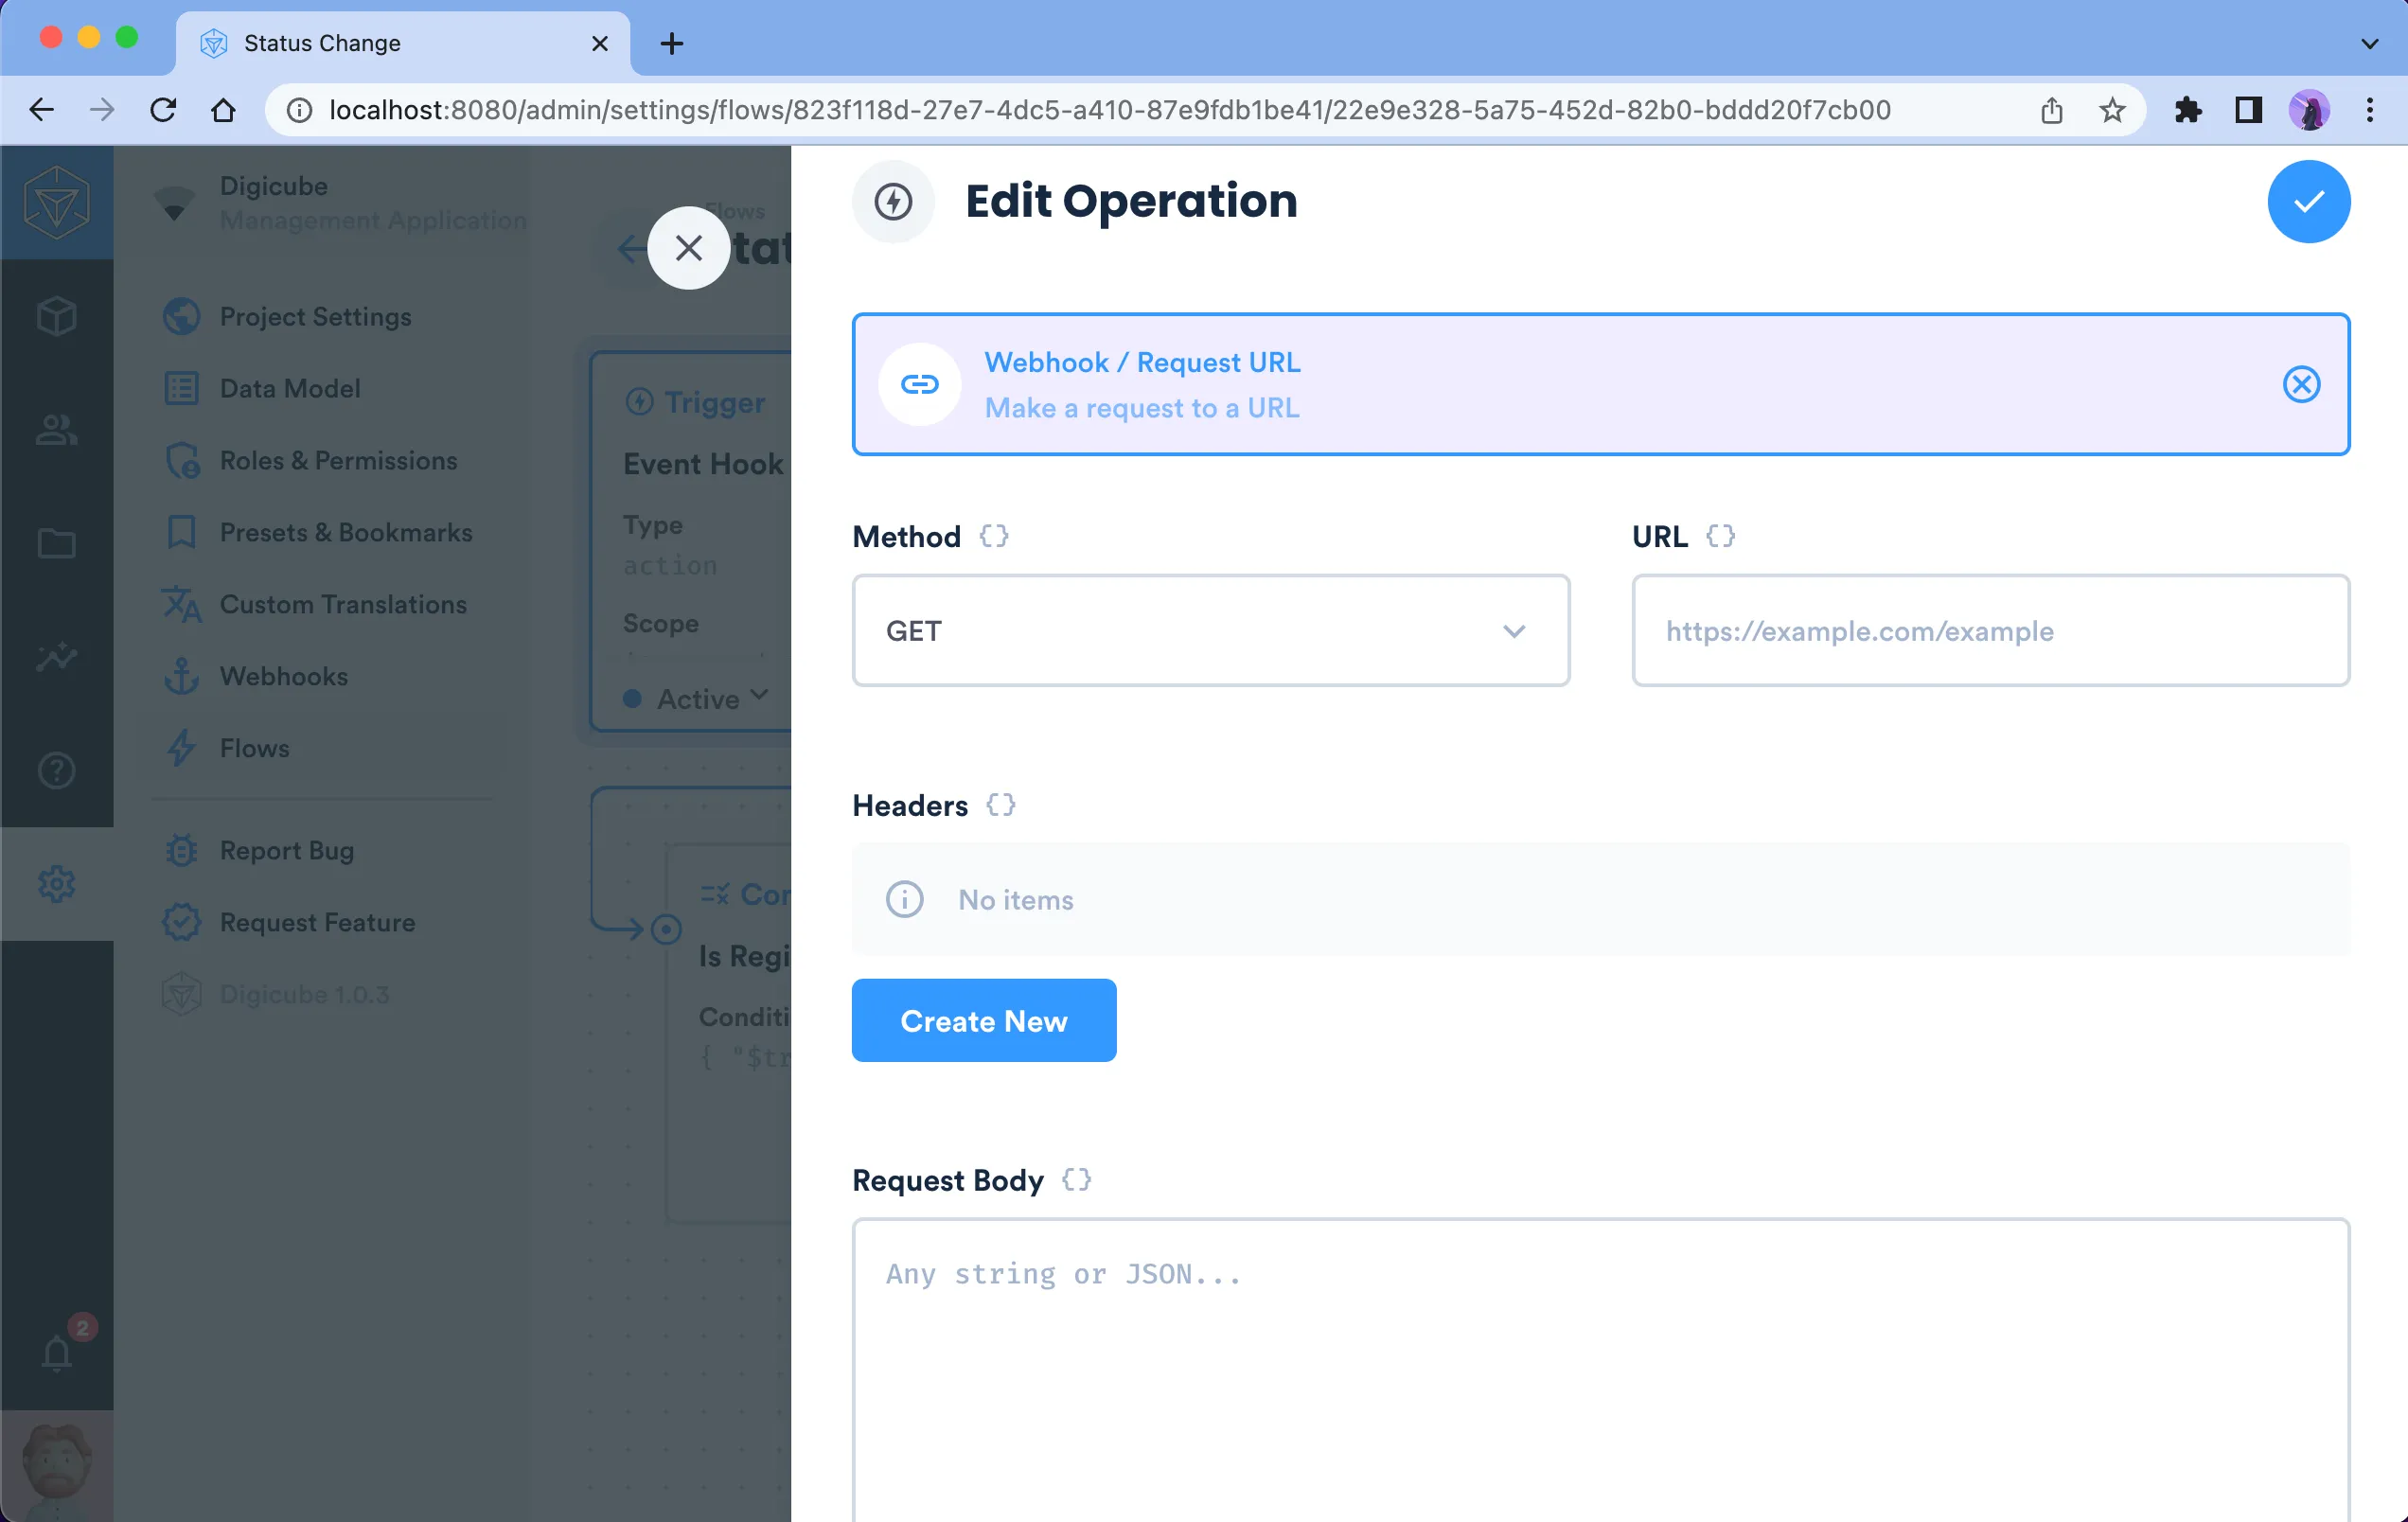 Status Change
localhost:8080/admin/settings/flows/823f118d-27e7-4dc5-a410-87e9fdb1be41/22e9e328-5a75-452d-82b0-bddd20f7cb00
Digicube
Management Application
Project Settings
Data Model
Roles & Permissions
Presets & Bookmarks
Custom Translations
Webhooks
Flows
Report Bug
Request Feature
Digicube 1.0.3
2
Flows
Trigger
Event Hook
Type
action
Scope
Active
Is Regi
Conditi
{ "$tr
Edit Operation
Webhook / Request URL
Make a request to a URL
Method {}
GET
URL {}
https://example.com/example
Headers {}
No items
Create New
Request Body {}
Any string or JSON...